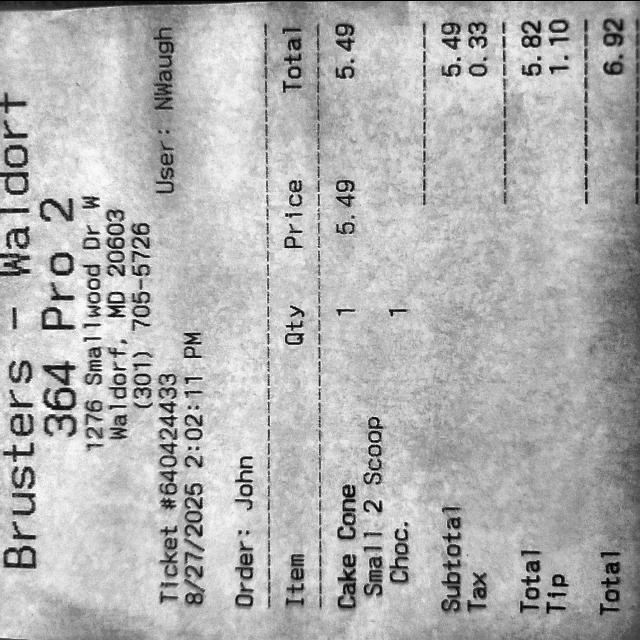 Brusters - Waldorf
364 Pro 2
1276 Smallwood Dr W
Waldorf, MD 20603
(301) 705-5726
Ticket #640424433 User: NWaugh
8/27/2025 2:02:11 PM
Order: John
Item Qty Price Total
Cake Cone 1 5.49 5.49
Small 2 Scoop
Choc. 1
Subtotal 5.49
Tax 0.33
Total 5.82
Tip 1.10
Total 6.92